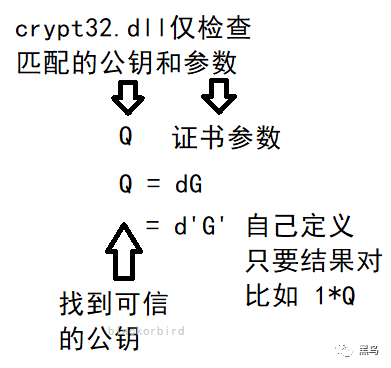 crypt32.dll仅检查
匹配的公钥和参数
Q 证书参数
Q = dG
= d'G' 自己定义
只要结果对
比如 1*Q
找到可信
的公钥
黑鸟